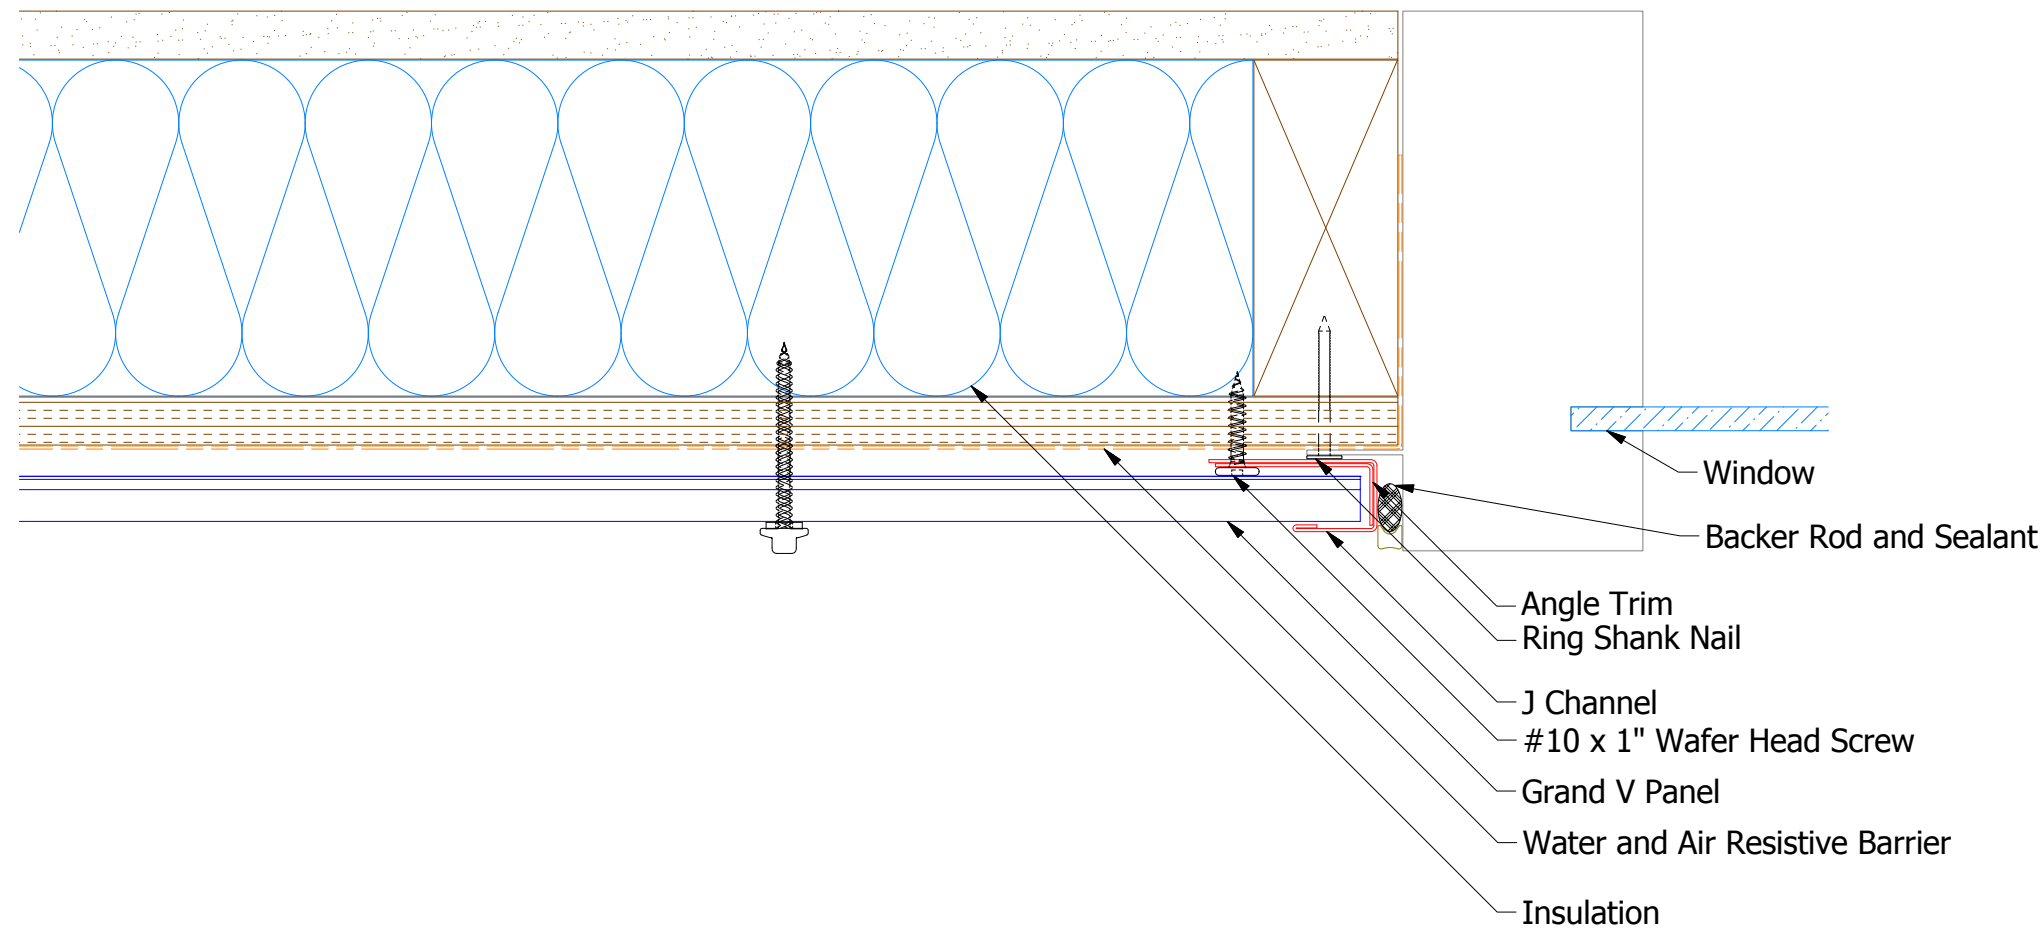 Window
Backer Rod and Sealant
Angle Trim
Ring Shank Nail
J Channel
#10 x 1" Wafer Head Screw
Grand V Panel
Water and Air Resistive Barrier
Insulation